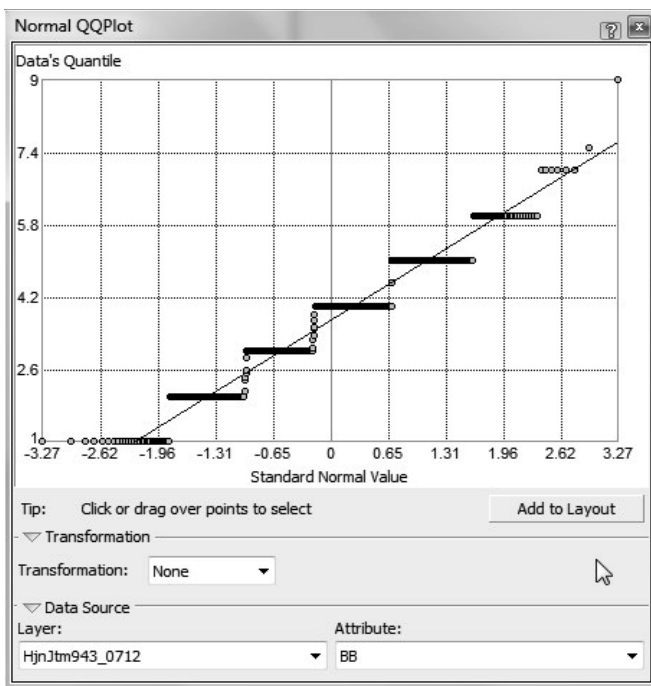 Normal QQPlot
?
Data's Quantile
9
7.4
5.8
4.2
2.6
1
-3.27 -2.62 -1.96 -1.31 -0.65 0 0.65 1.31 1.96 2.62 3.27
Standard Normal Value
Tip: Click or drag over points to select Add to Layout
Transformation
Transformation: None
Data Source
Layer: Attribute:
HjnJtm943_0712 BB